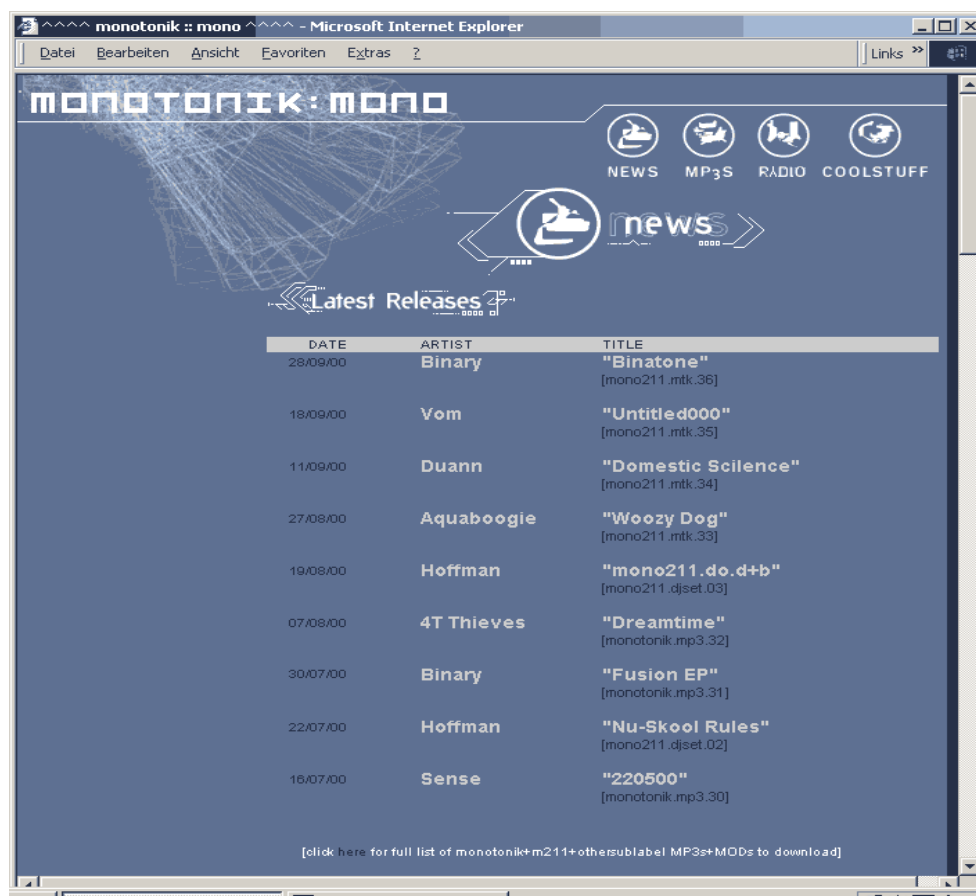 ^^^^ monotonik :: mono ^^^^ - Microsoft Internet Explorer
Datei Bearbeiten Ansicht Favoriten Extras ? Links »
MONOTONIK:MONO
NEWS MP3S RADIO COOLSTUFF
news
Latest Releases
DATE ARTIST TITLE
28/09/00 Binary "Binatone"
[mono211.mtk.36]
18/09/00 Vom "Untitled000"
[mono211.mtk.35]
11/09/00 Duann "Domestic Scilence"
[mono211.mtk.34]
27/08/00 Aquaboogie "Woozy Dog"
[mono211.mtk.33]
19/08/00 Hoffman "mono211.do.d+b"
[mono211.djset.03]
07/08/00 4T Thieves "Dreamtime"
[monotonik.mp3.32]
30/07/00 Binary "Fusion EP"
[monotonik.mp3.31]
22/07/00 Hoffman "Nu-Skool Rules"
[mono211.djset.02]
16/07/00 Sense "220500"
[monotonik.mp3.30]
[click here for full list of monotonik+m211+othersublabel MP3s+MODs to download]